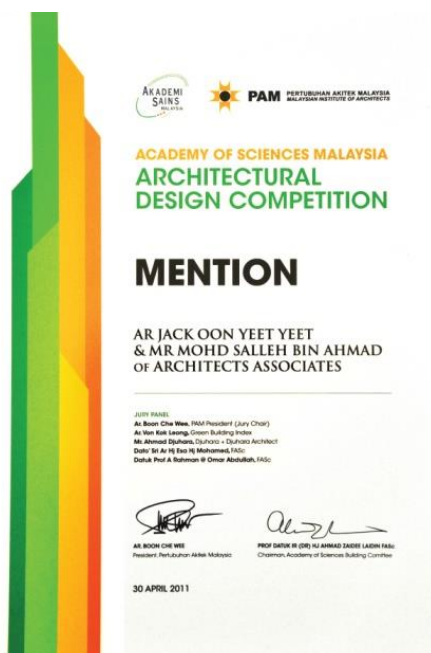 AKADEMI
SAINS
MALAYSIA
PAM PERTUBUHAN AKITEK MALAYSIA
MALAYSIAN INSTITUTE OF ARCHITECTS
ACADEMY OF SCIENCES MALAYSIA
ARCHITECTURAL
DESIGN COMPETITION
MENTION
AR JACK OON YEET YEET
& MR MOHD SALLEH BIN AHMAD
OF ARCHITECTS ASSOCIATES
JURY PANEL
Ar. Boon Che Wee, PAM President (Jury Chair)
Ar. Von Kok Leong, Green Building Index
Mr. Ahmad Djuhara, Djuhara + Djuhara Architect
Dato' Sri Ar Hj Esa Hj Mohamed, FASc
Datuk Prof A Rahman @ Omar Abdullah, FASc
AR. BOON CHE WEE
President, Pertubuhan Akitek Malaysia
PROF DATUK IR (DR) HJ AHMAD ZAIDEE LAIDIN FASc
Chairman, Academy of Sciences Building Comittee
30 APRIL 2011